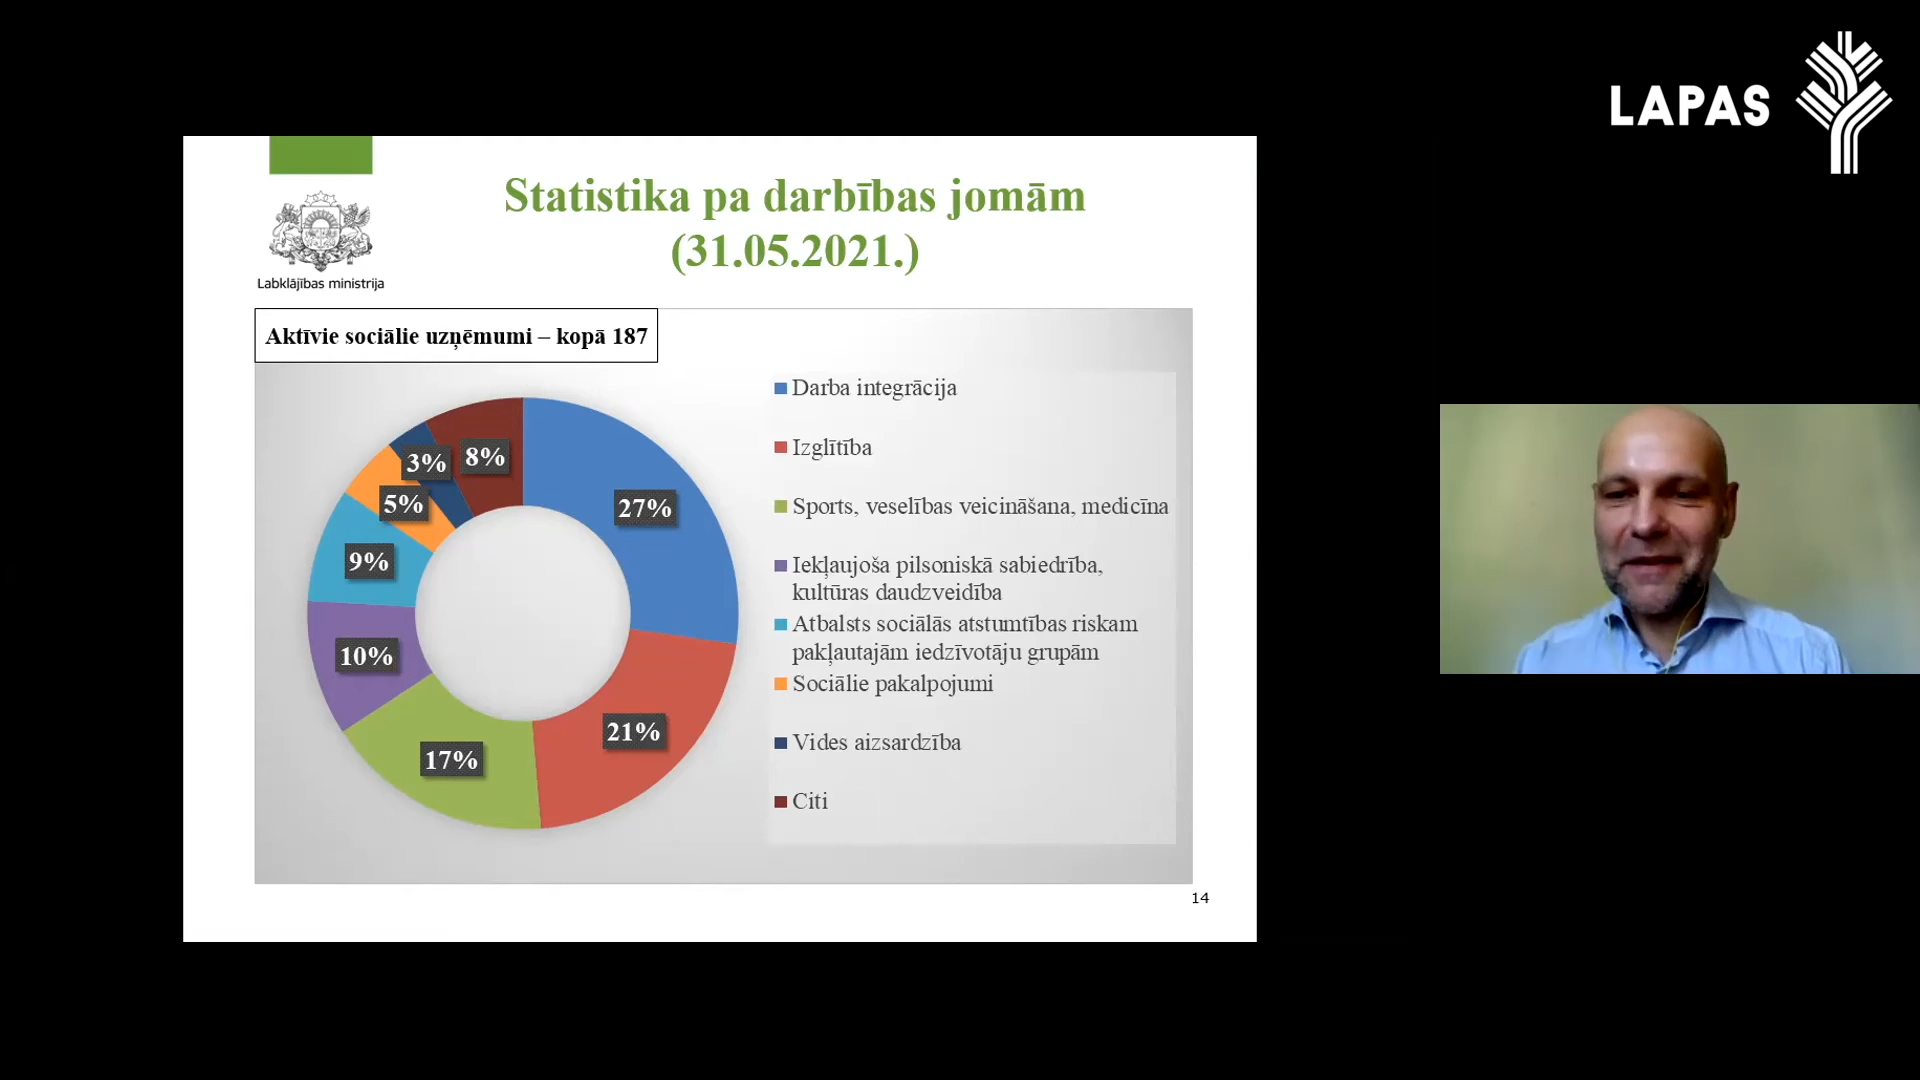 LAPAS
Statistika pa darbības jomām
(31.05.2021.)
Labklājības ministrija
Aktīvie sociālie uzņēmumi – kopā 187
27%
21%
17%
10%
9%
5%
3%
8%
Darba integrācija
Izglītība
Sports, veselības veicināšana, medicīna
Iekļaujoša pilsoniskā sabiedrība,
kultūras daudzveidība
Atbalsts sociālās atstumtības riskam
pakļautajām iedzīvotāju grupām
Sociālie pakalpojumi
Vides aizsardzība
Citi
14